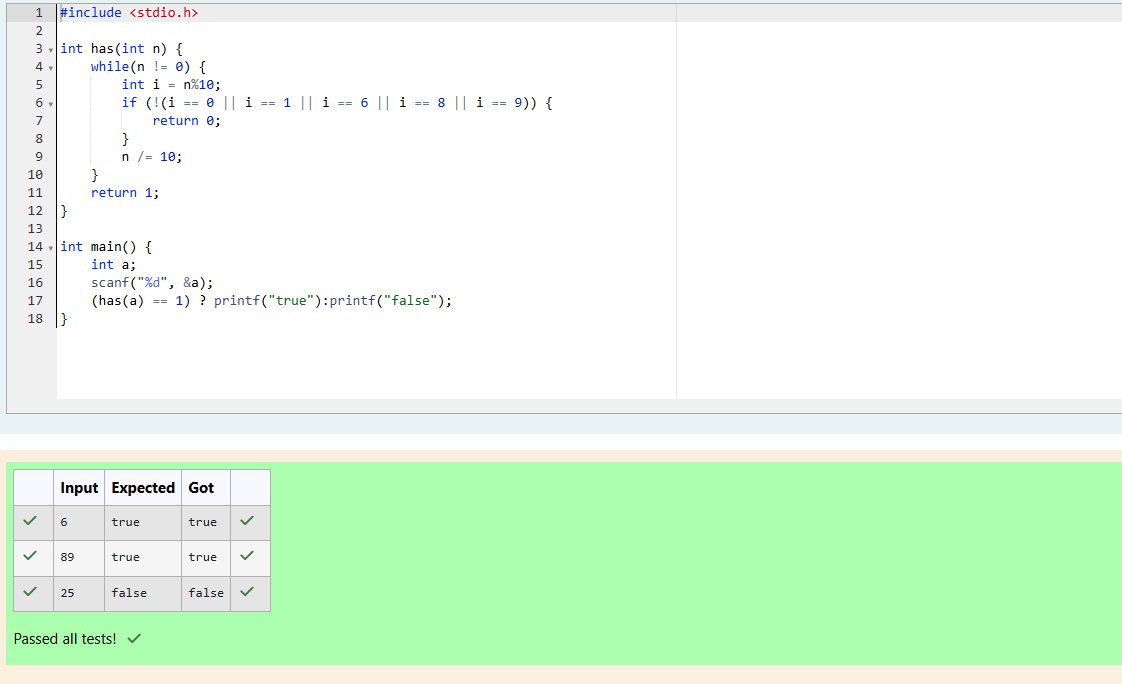 1 #include <stdio.h>
2
3 int has(int n) {
4     while(n != 0) {
5         int i = n%10;
6         if (!(i == 0 || i == 1 || i == 6 || i == 8 || i == 9)) {
7             return 0;
8         }
9         n /= 10;
10     }
11     return 1;
12 }
13
14 int main() {
15     int a;
16     scanf("%d", &a);
17     (has(a) == 1) ? printf("true"):printf("false");
18 }
Input Expected Got
6 true true
89 true true
25 false false
Passed all tests!